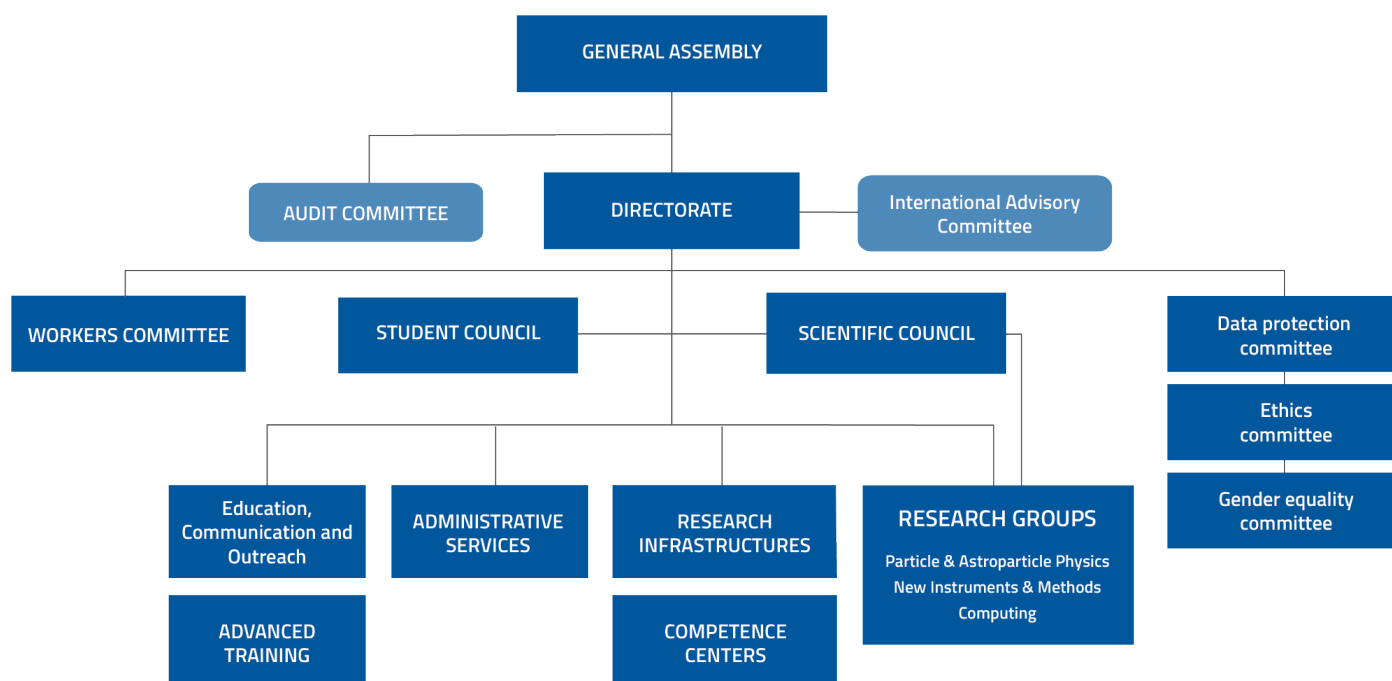 GENERAL ASSEMBLY
AUDIT COMMITTEE
DIRECTORATE
International Advisory
Committee
WORKERS COMMITTEE
STUDENT COUNCIL
SCIENTIFIC COUNCIL
Data protection
committee
Ethics
committee
Gender equality
committee
Education,
Communication and
Outreach
ADMINISTRATIVE
SERVICES
RESEARCH
INFRASTRUCTURES
RESEARCH GROUPS
Particle & Astroparticle Physics
New Instruments & Methods
Computing
ADVANCED
TRAINING
COMPETENCE
CENTERS